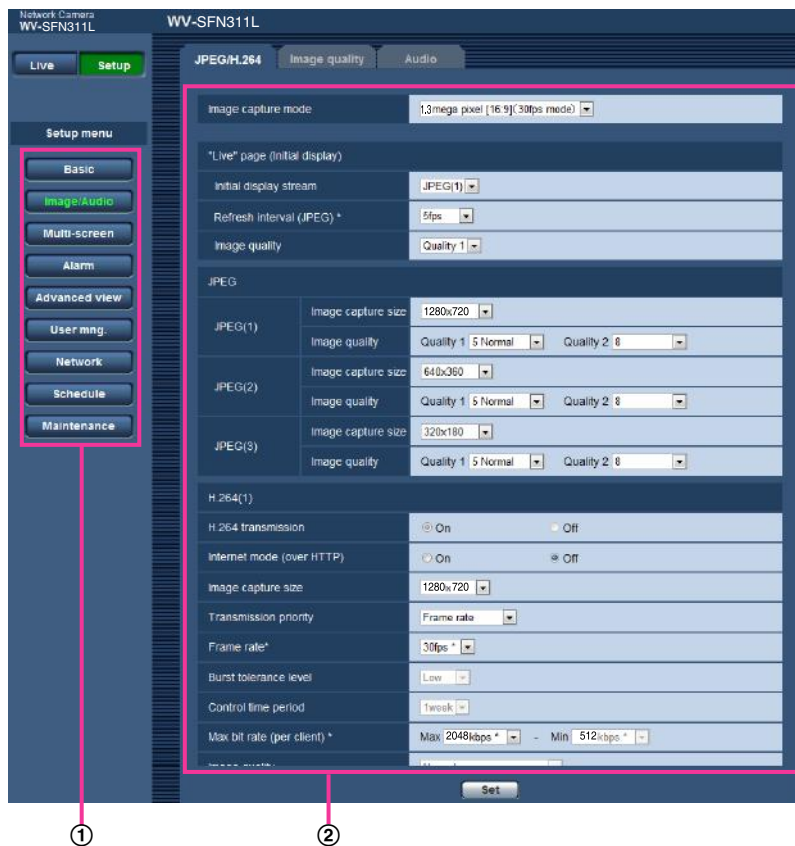 Network Camera
WV-SFN311L
WV-SFN311L
Live Setup
JPEG/H.264 Image quality Audio
Setup menu
Basic
Image/Audio
Multi-screen
Alarm
Advanced view
User mng.
Network
Schedule
Maintenance
Image capture mode 1.3mega pixel [16:9](30fps mode)
"Live" page (Initial display)
Initial display stream JPEG(1)
Refresh interval (JPEG) * 5fps
Image quality Quality 1
JPEG
JPEG(1)
Image capture size 1280x720
Image quality Quality 1 5 Normal Quality 2 8
JPEG(2)
Image capture size 640x360
Image quality Quality 1 5 Normal Quality 2 8
JPEG(3)
Image capture size 320x180
Image quality Quality 1 5 Normal Quality 2 8
H.264(1)
H.264 transmission On Off
Internet mode (over HTTP) On Off
Image capture size 1280x720
Transmission priority Frame rate
Frame rate* 30fps *
Burst tolerance level Low
Control time period 1week
Max bit rate (per client) * Max 2048kbps * - Min 512kbps *
Set
① ②